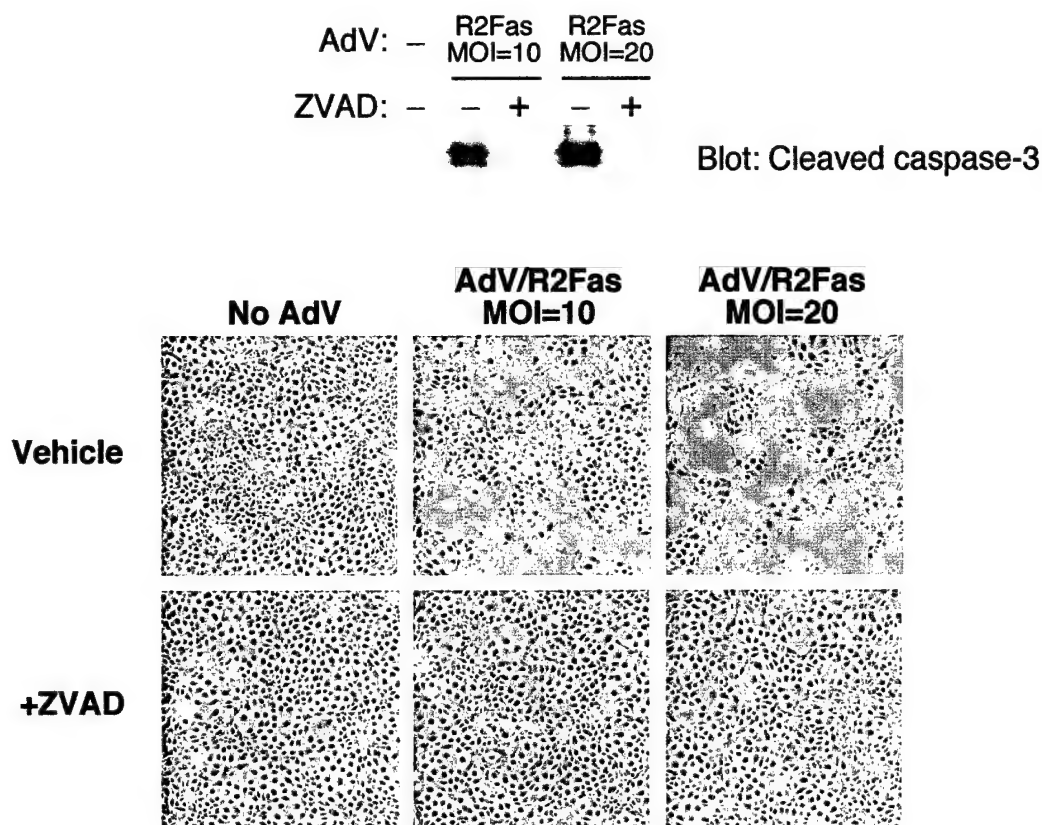 R2Fas R2Fas
AdV: – MOI=10 MOI=20
ZVAD: – – + – +
Blot: Cleaved caspase-3
AdV/R2Fas AdV/R2Fas
No AdV MOI=10 MOI=20
Vehicle
+ZVAD